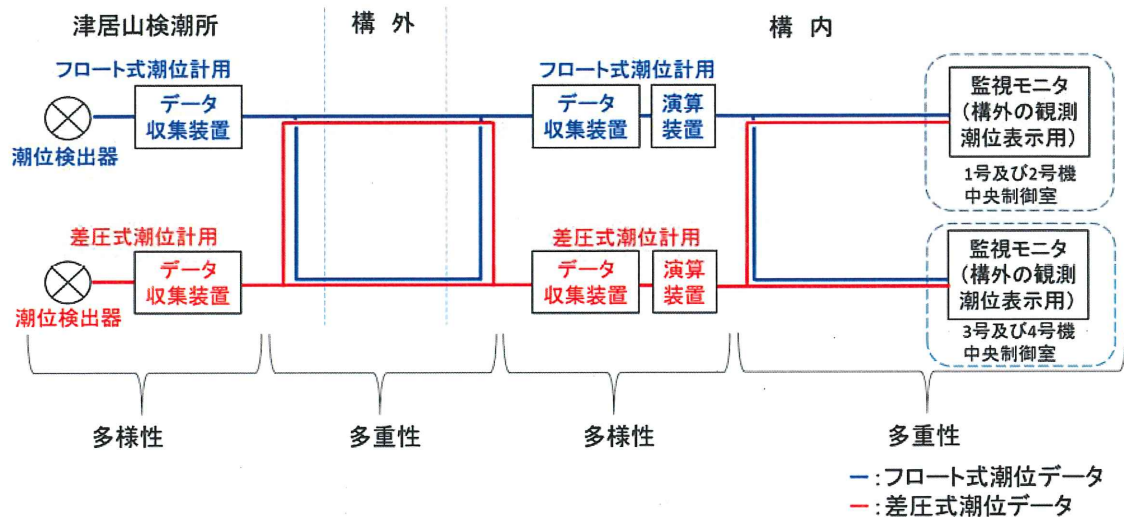 津居山検潮所
構 外
構 内
フロート式潮位計用
データ
収集装置
潮位検出器
フロート式潮位計用
データ
収集装置
演算
装置
監視モニタ
(構外の観測
潮位表示用)
1号及び2号機
中央制御室
差圧式潮位計用
データ
収集装置
潮位検出器
差圧式潮位計用
データ
収集装置
演算
装置
監視モニタ
(構外の観測
潮位表示用)
3号及び4号機
中央制御室
多様性
多重性
多様性
多重性
:フロート式潮位データ
:差圧式潮位データ